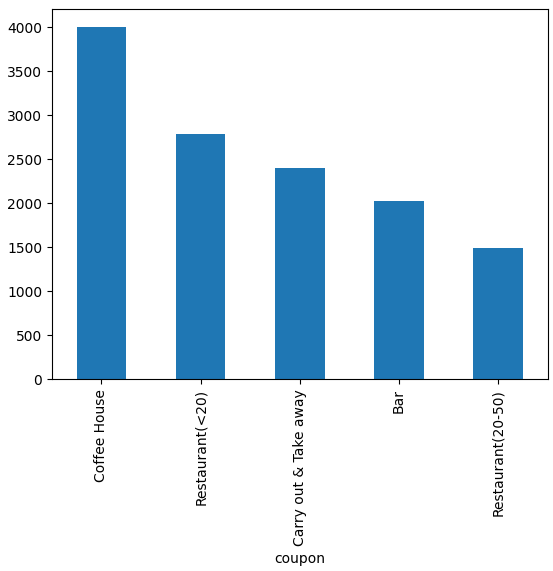 4000
3500
3000
2500
2000
1500
1000
500
0
Coffee House
Restaurant(<20)
Carry out & Take away
Bar
Restaurant(20-50)
coupon